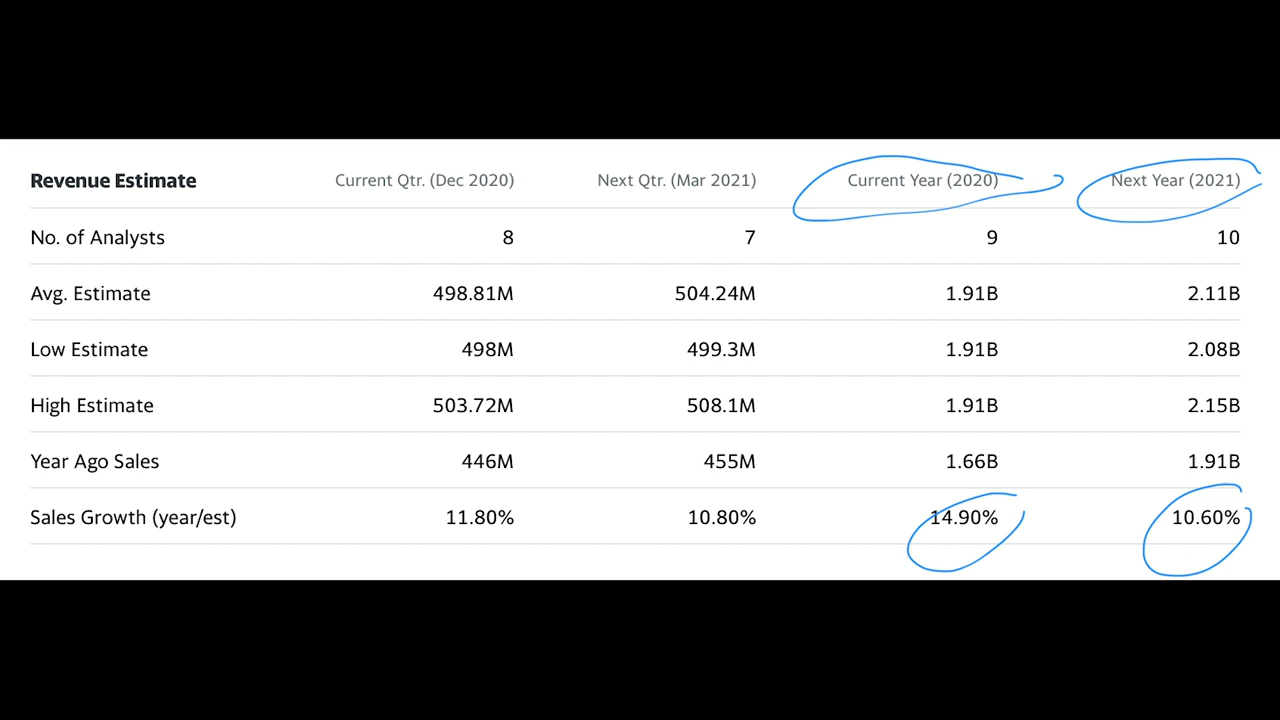 Revenue Estimate Current Qtr. (Dec 2020) Next Qtr. (Mar 2021) Current Year (2020) Next Year (2021)
No. of Analysts 8 7 9 10
Avg. Estimate 498.81M 504.24M 1.91B 2.11B
Low Estimate 498M 499.3M 1.91B 2.08B
High Estimate 503.72M 508.1M 1.91B 2.15B
Year Ago Sales 446M 455M 1.66B 1.91B
Sales Growth (year/est) 11.80% 10.80% 14.90% 10.60%